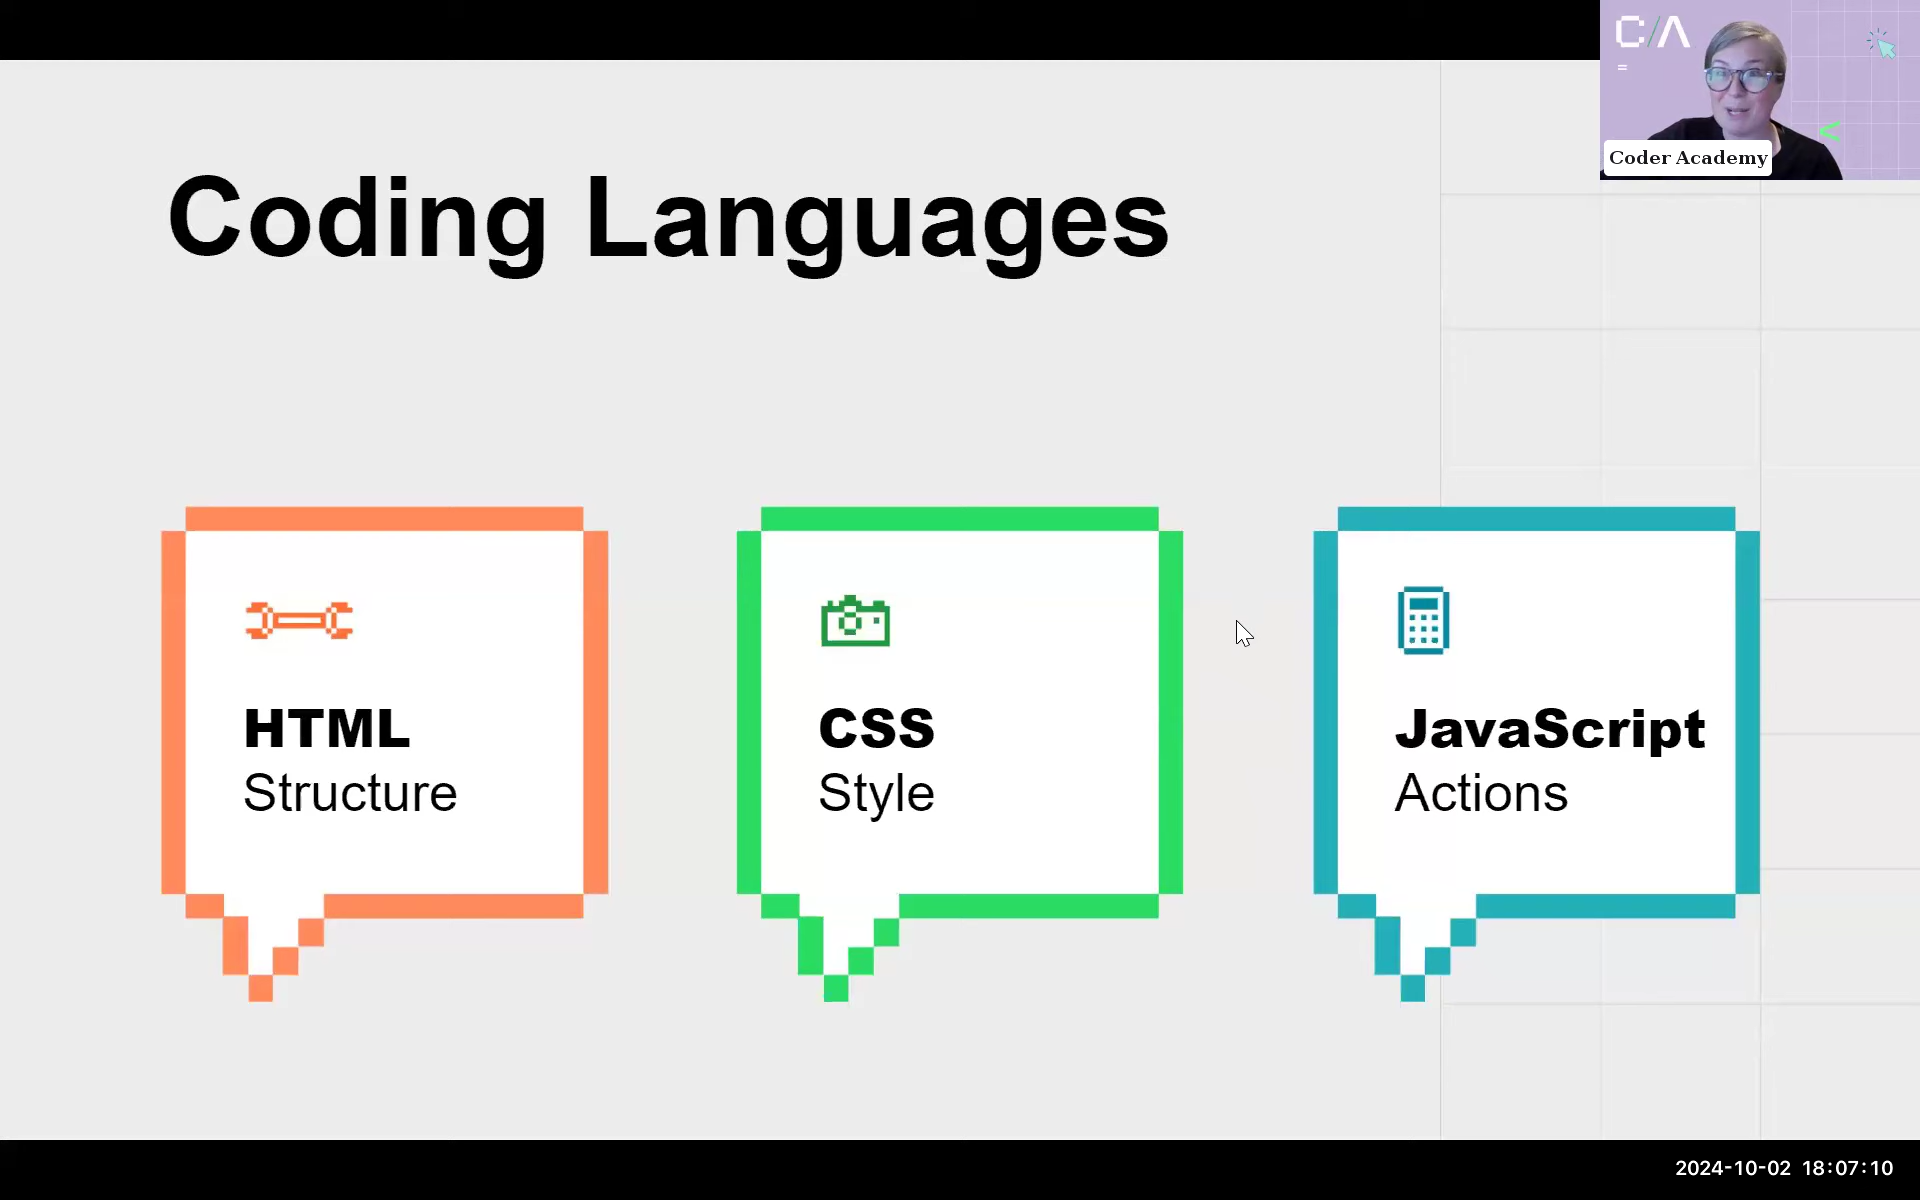 C/A
Coder Academy
Coding Languages
HTML
Structure
CSS
Style
JavaScript
Actions
2024-10-02 18:07:10